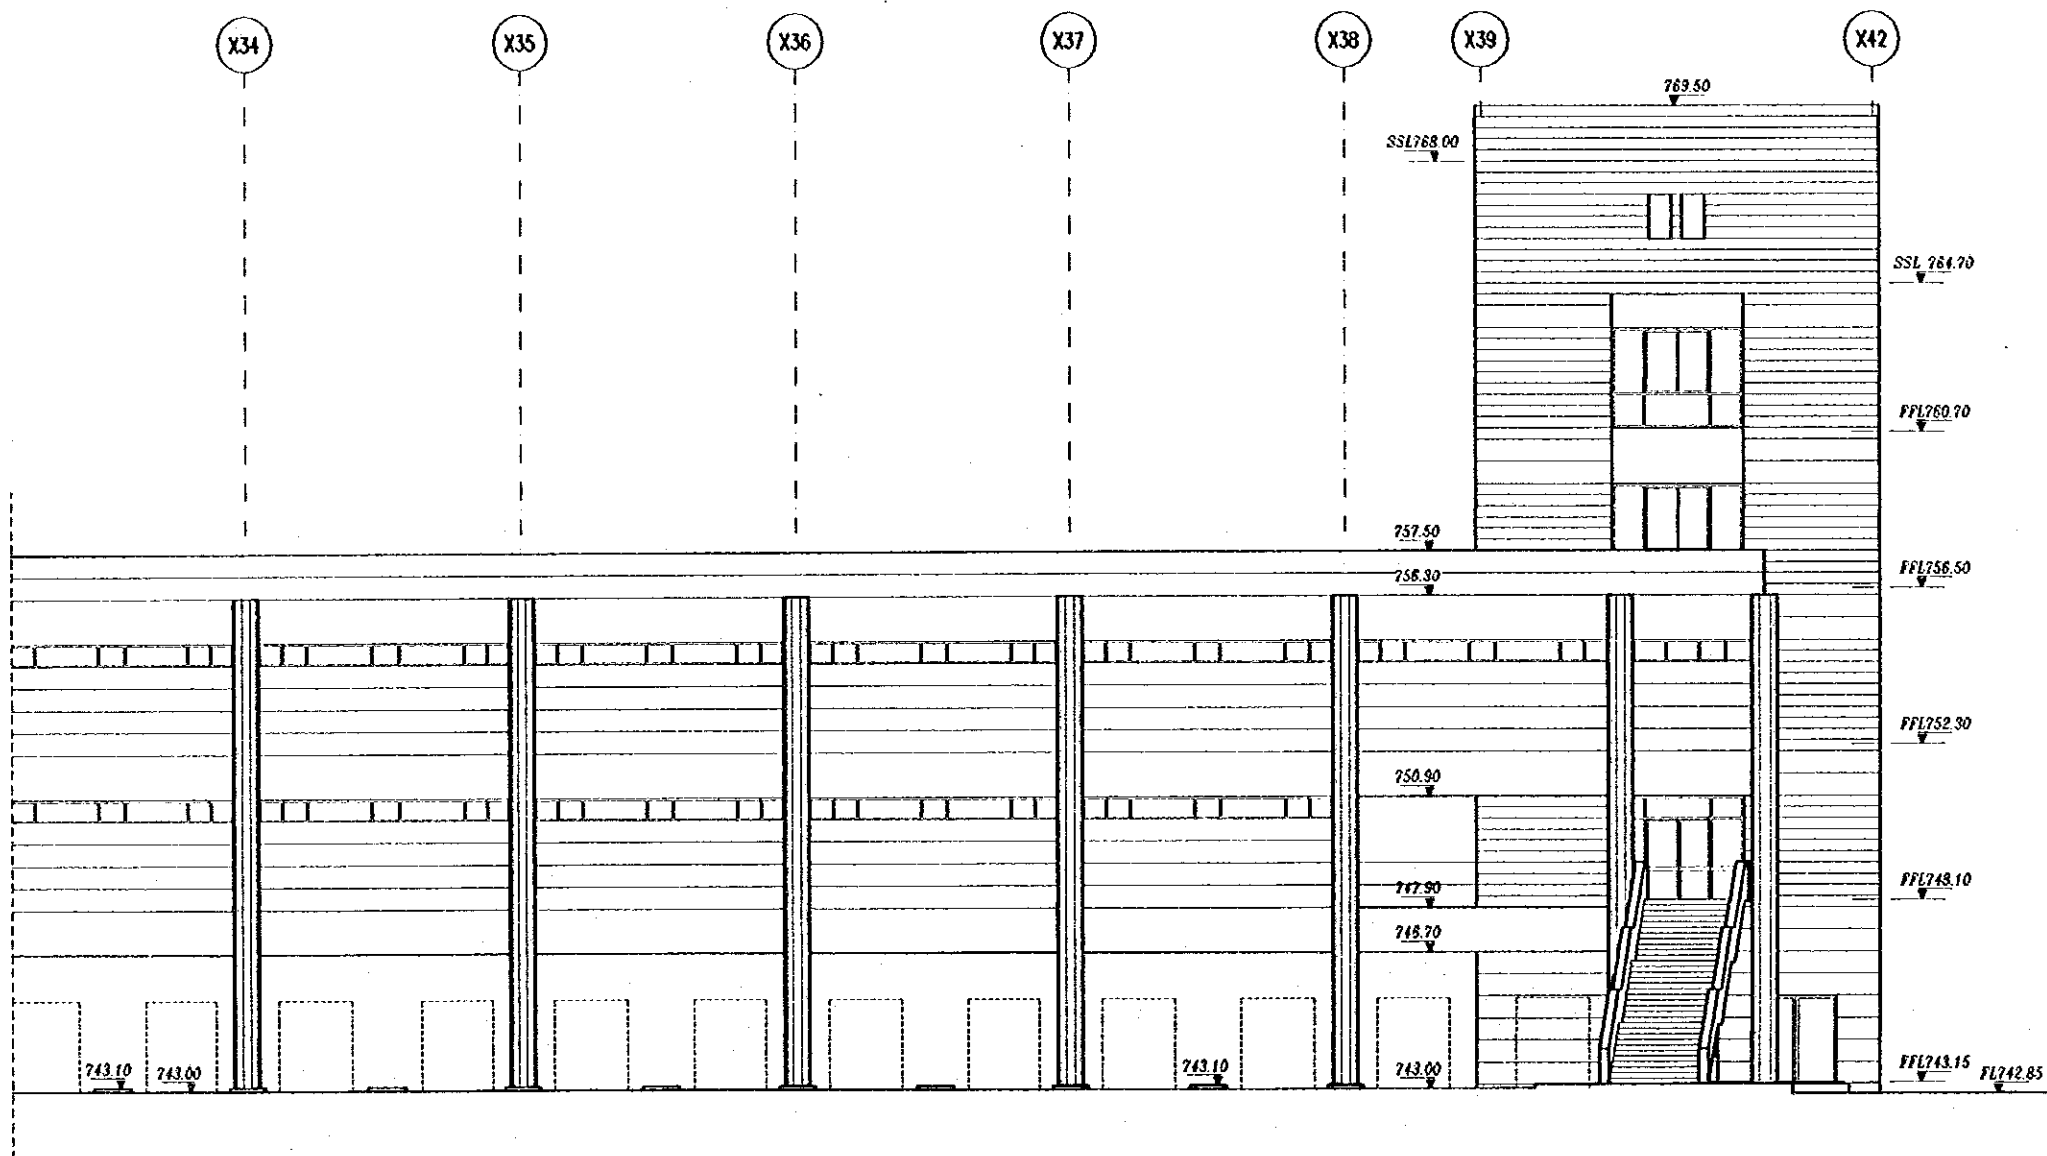 X34 X35 X36 X37 X38 X39 X42
769.50
SSL768.00
SSL 764.70
FFL760.70
757.50
FFL756.50
756.30
FFL752.30
750.90
FFL748.10
747.90
746.70
743.10 743.00 743.10 743.00 FFL743.15
FL742.85